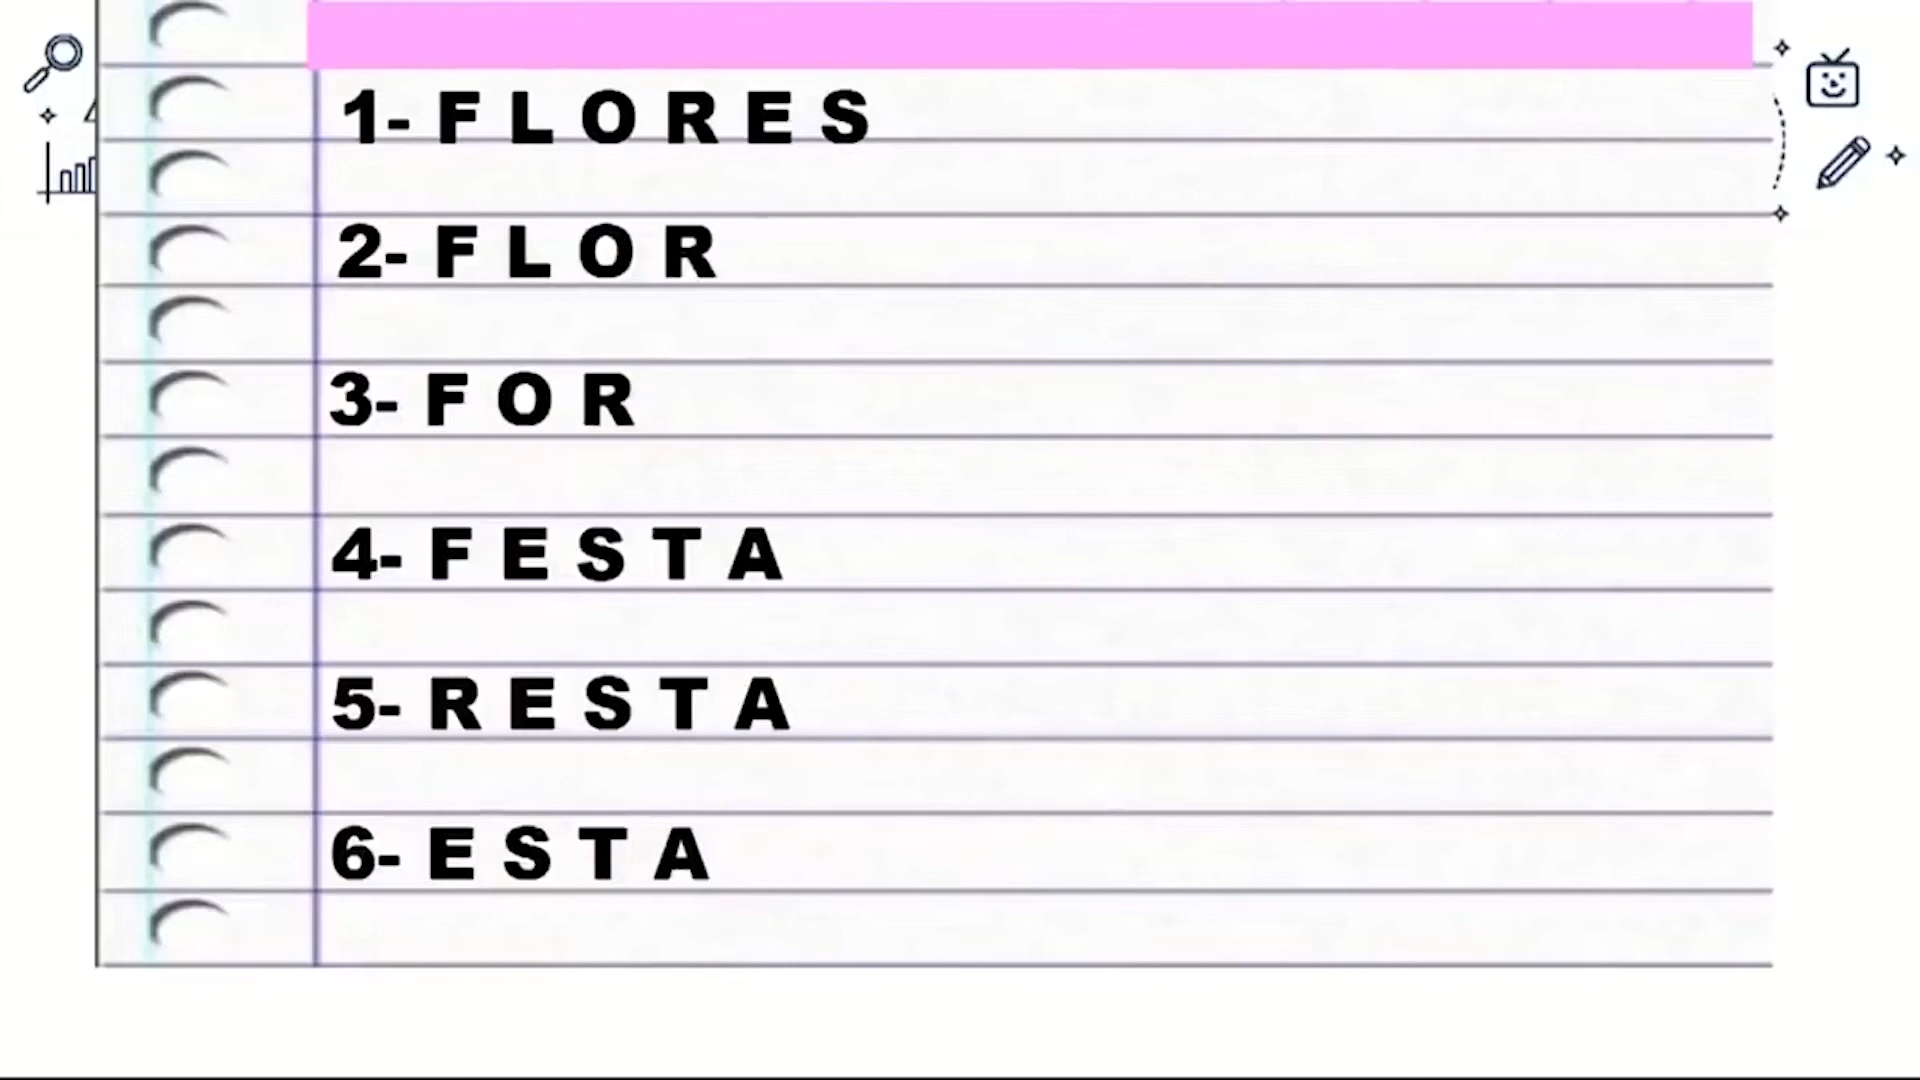 1- F L O R E S
2- F L O R
3- F O R
4- F E S T A
5- R E S T A
6- E S T A